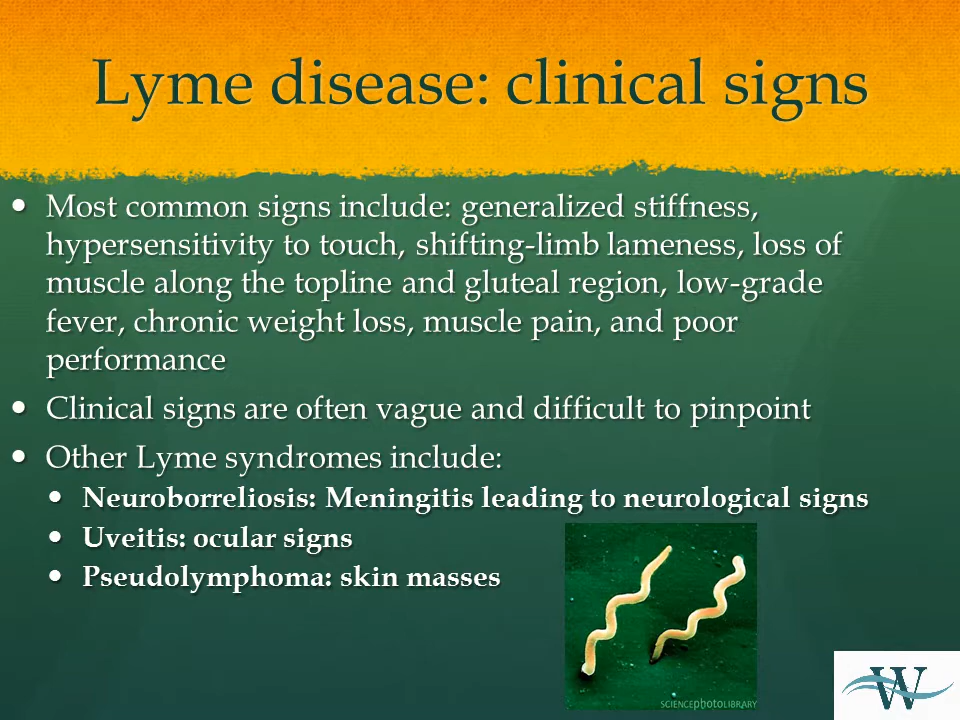 Lyme disease: clinical signs
• Most common signs include: generalized stiffness,
hypersensitivity to touch, shifting-limb lameness, loss of
muscle along the topline and gluteal region, low-grade
fever, chronic weight loss, muscle pain, and poor
performance
• Clinical signs are often vague and difficult to pinpoint
• Other Lyme syndromes include:
• Neuroborreliosis: Meningitis leading to neurological signs
• Uveitis: ocular signs
• Pseudolymphoma: skin masses
SCIENCEphotoLIBRARY
W